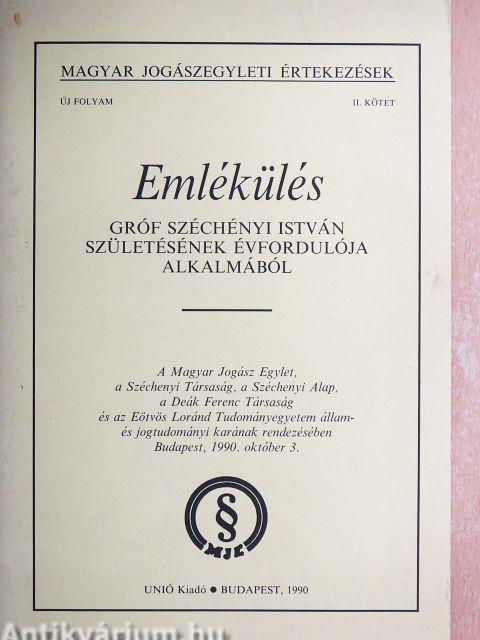 MAGYAR JOGÁSZEGYLETI ÉRTEKEZÉSEK
ÚJ FOLYAM II. KÖTET
Emlékülés
GRÓF SZÉCHÉNYI ISTVÁN
SZÜLETÉSÉNEK ÉVFORDULÓJA
ALKALMÁBÓL
A Magyar Jogász Egylet,
a Széchenyi Társaság, a Széchenyi Alap,
a Deák Ferenc Társaság
és az Eötvös Loránd Tudományegyetem állam-
és jogtudományi karának rendezésében
Budapest, 1990. október 3.
§
MJE
UNIÓ Kiadó ● BUDAPEST, 1990
Antikvárium.hu